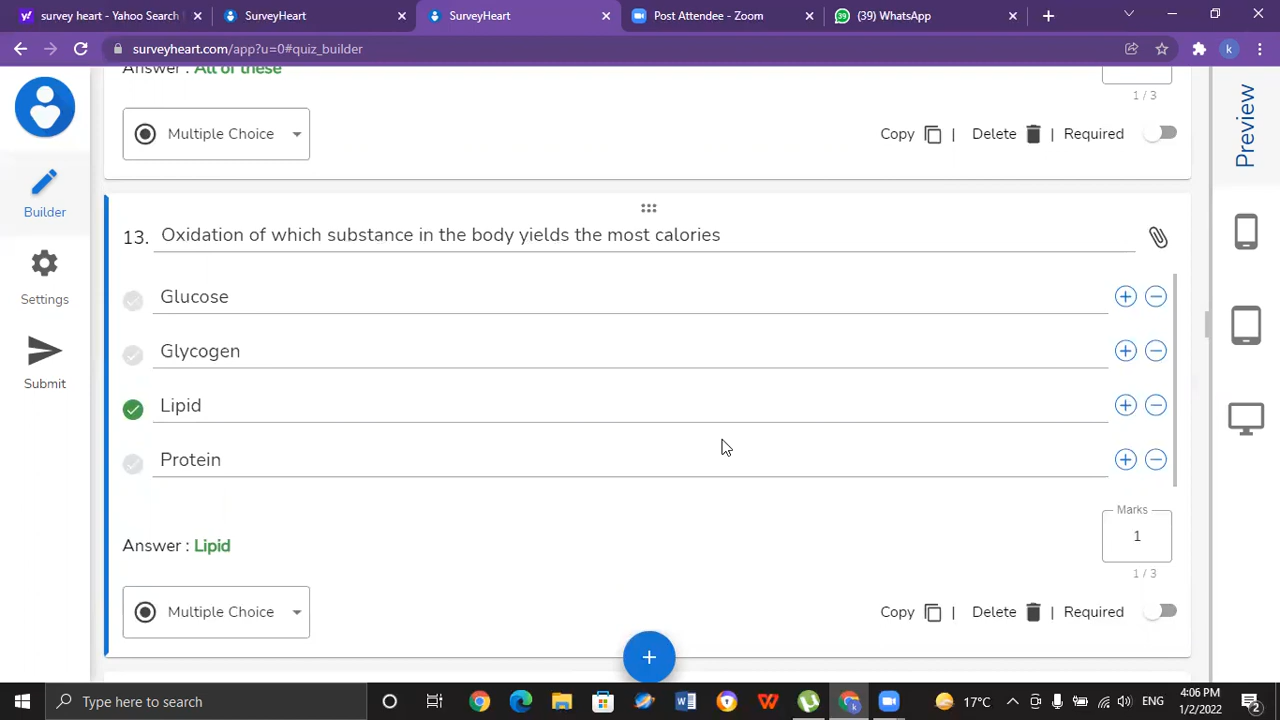 survey heart - Yahoo Search
SurveyHeart
SurveyHeart
Post Attendee - Zoom
(39) WhatsApp
surveyheart.com/app?u=0#quiz_builder
k
Answer : All of these
1 / 3
Multiple Choice
Copy | Delete | Required
Preview
Builder
Settings
Submit
13. Oxidation of which substance in the body yields the most calories
Glucose
Glycogen
Lipid
Protein
Marks
1
1 / 3
Answer : Lipid
Multiple Choice
Copy | Delete | Required
Type here to search
17°C
ENG
4:06 PM
1/2/2022
2